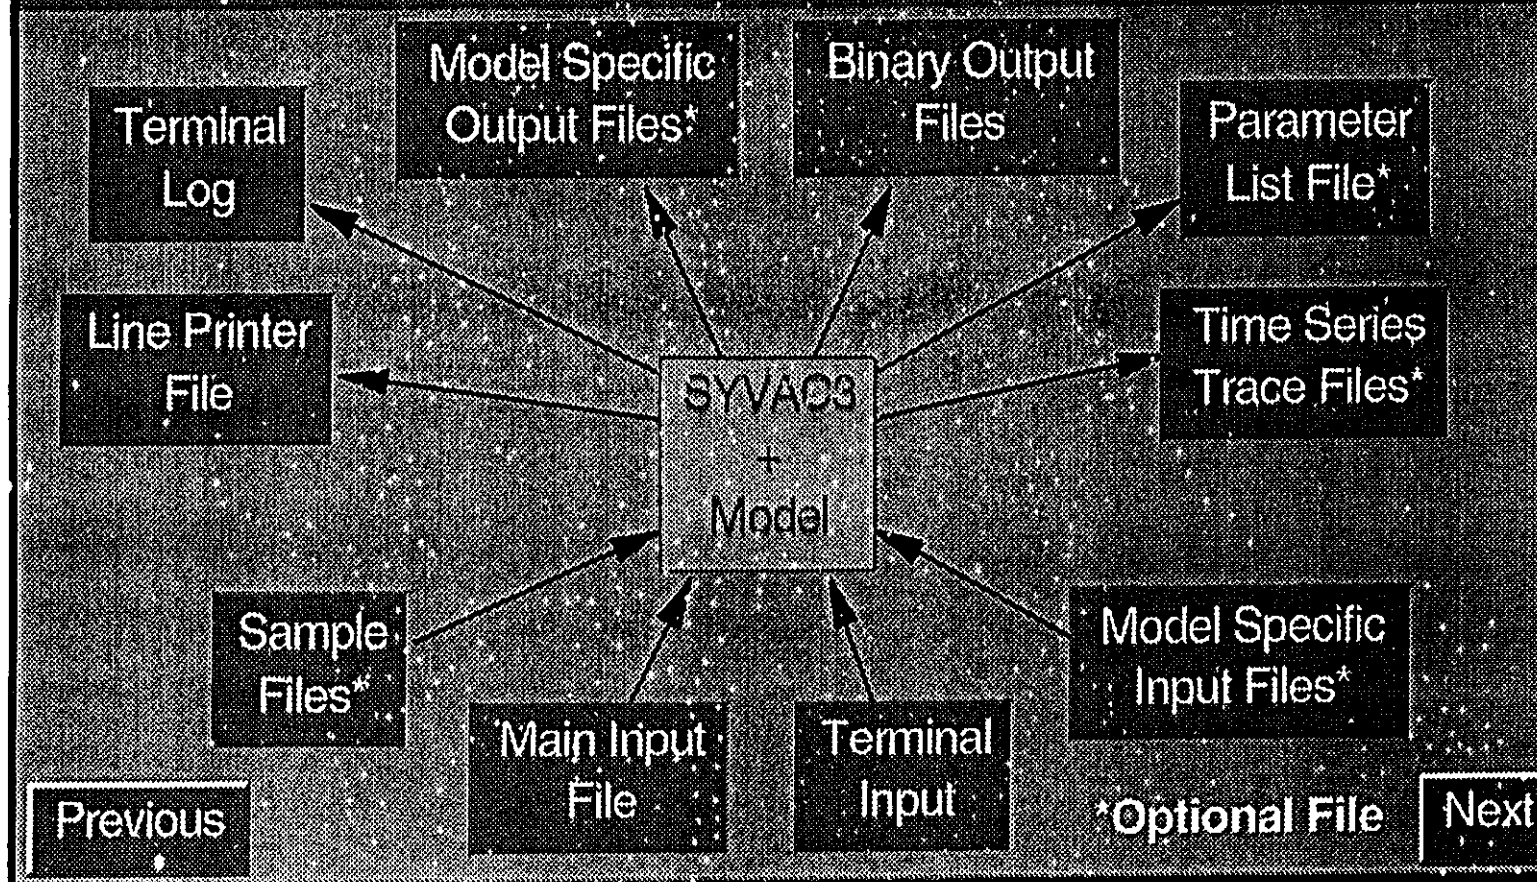 Model Specific
Output Files*
Binary Output
Files
Terminal
Log
Parameter
List File*
Line Printer
File
Time Series
Trace Files*
SYVAC3
+
Model
Sample
Files*
Main Input
File
Terminal
Input
Model Specific
Input Files*
Previous
*Optional File
Next